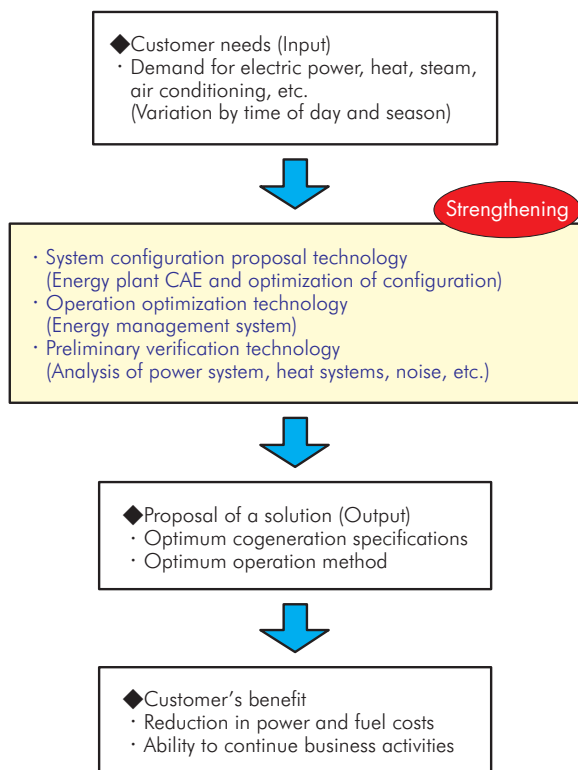 ◆Customer needs (Input)
・Demand for electric power, heat, steam,
air conditioning, etc.
(Variation by time of day and season)
Strengthening
・System configuration proposal technology
(Energy plant CAE and optimization of configuration)
・Operation optimization technology
(Energy management system)
・Preliminary verification technology
(Analysis of power system, heat systems, noise, etc.)
◆Proposal of a solution (Output)
・Optimum cogeneration specifications
・Optimum operation method
◆Customer’s benefit
・Reduction in power and fuel costs
・Ability to continue business activities